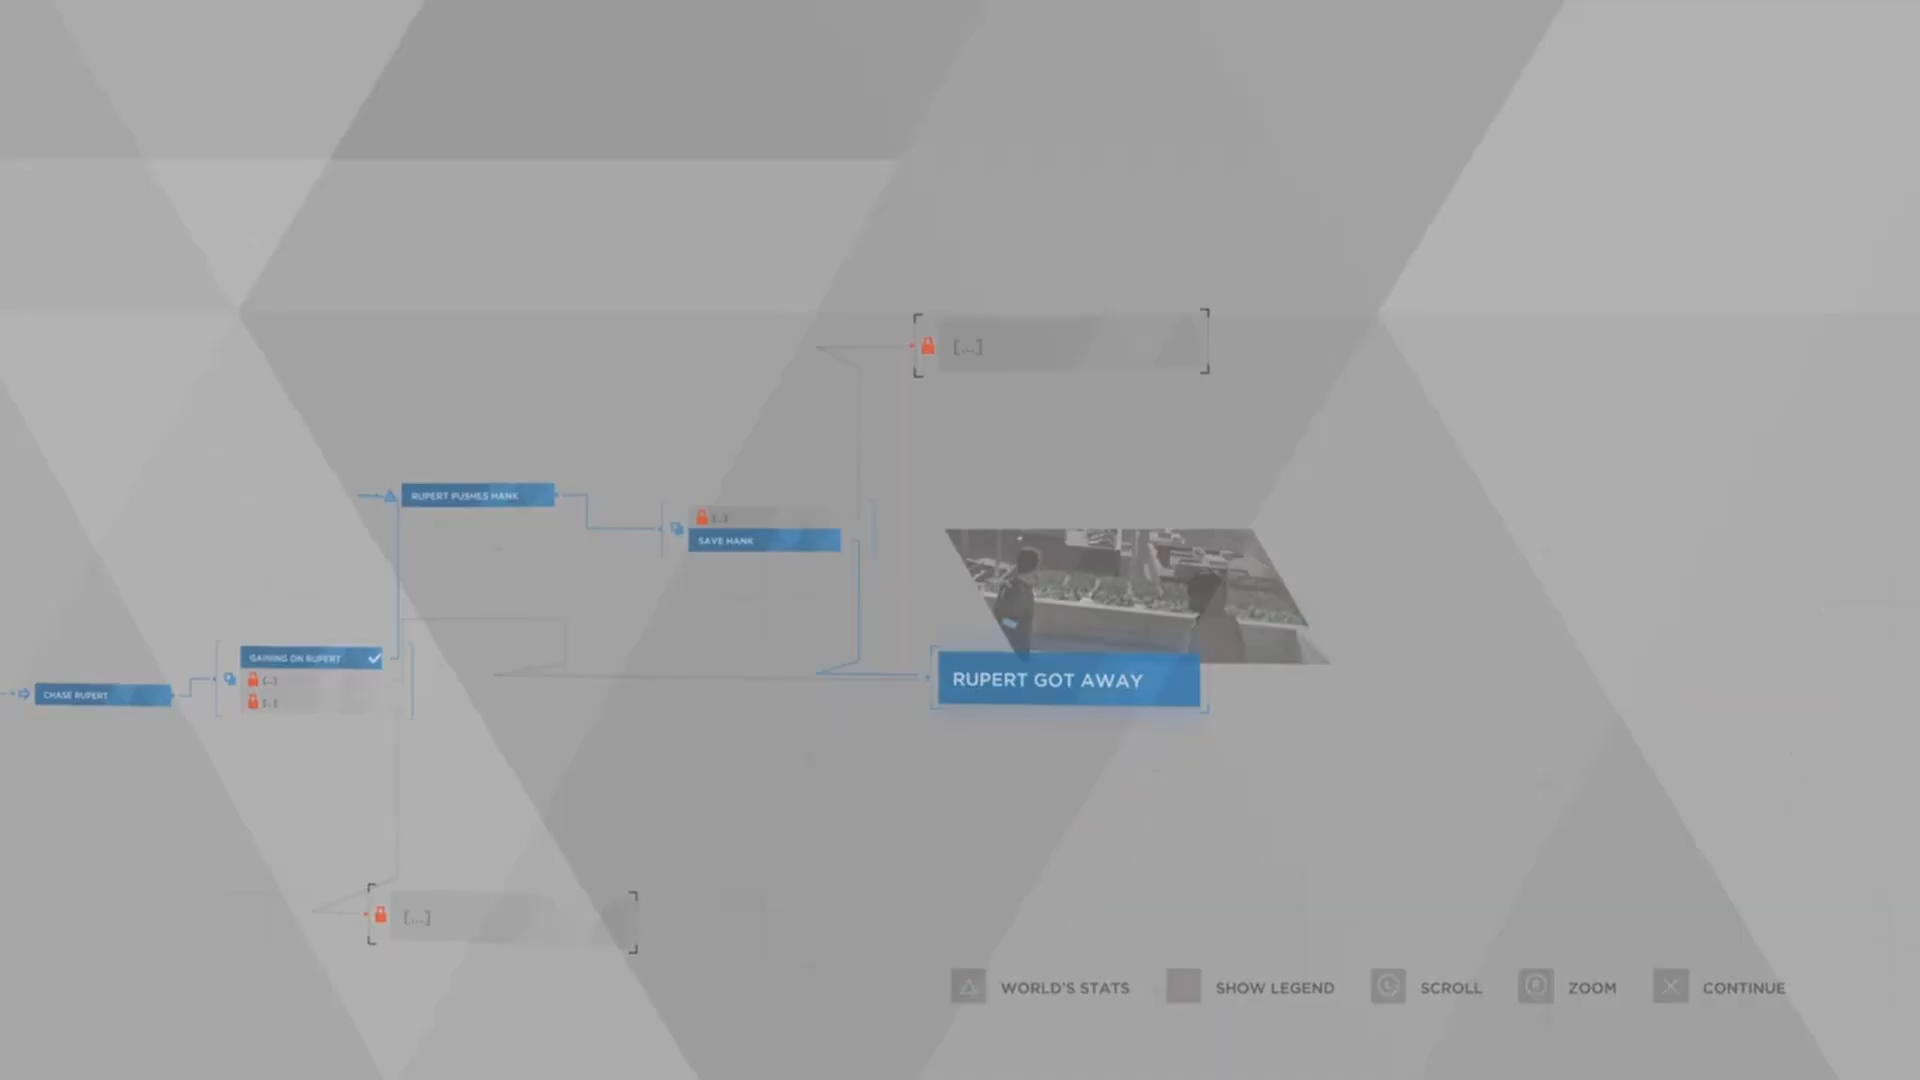 [...]
RUPERT PUSHES HANK
[...]
SAVE HANK
GAINING ON RUPERT
[...]
[...]
CHASE RUPERT
RUPERT GOT AWAY
[...]
WORLD'S STATS
SHOW LEGEND
SCROLL
ZOOM
CONTINUE